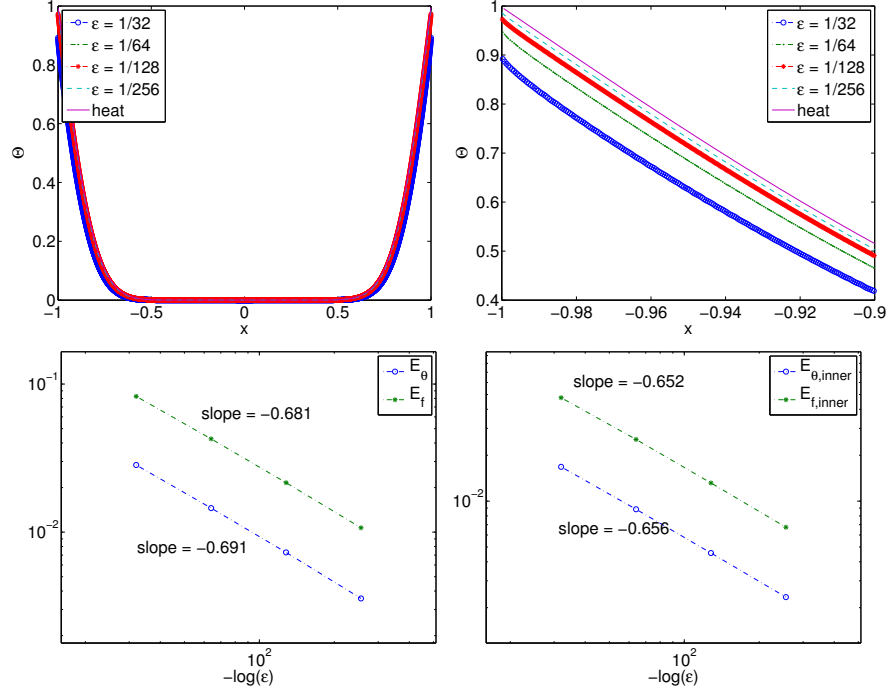 1
0.8
0.6
0.4
0.2
0
Θ
−1
−0.5
0
0.5
1
x
ε = 1/32
ε = 1/64
ε = 1/128
ε = 1/256
heat
1
0.9
0.8
0.7
0.6
0.5
0.4
Θ
−1
−0.98
−0.96
−0.94
−0.92
−0.9
x
ε = 1/32
ε = 1/64
ε = 1/128
ε = 1/256
heat
10⁻¹
10⁻²
10²
−log(ε)
slope = −0.681
slope = −0.691
E_θ
E_f
10⁻²
10²
−log(ε)
slope = −0.652
slope = −0.656
E_θ,inner
E_f,inner